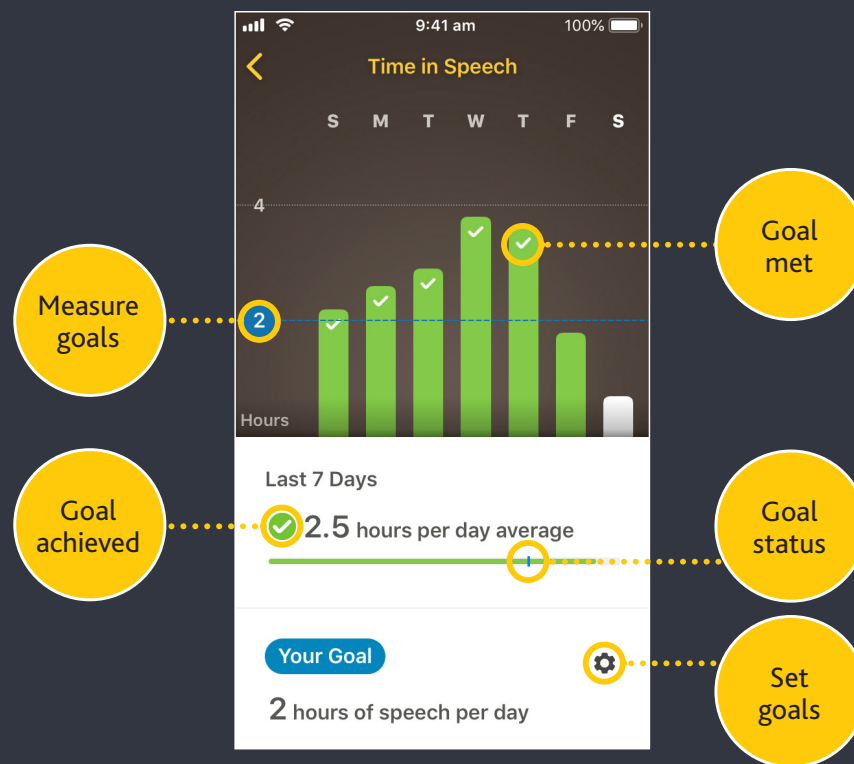 9:41 am 100%
Time in Speech
S M T W T F S
4
Goal
met
Measure
goals
2
Hours
Last 7 Days
Goal
achieved
2.5 hours per day average
Goal
status
Your Goal
Set
goals
2 hours of speech per day